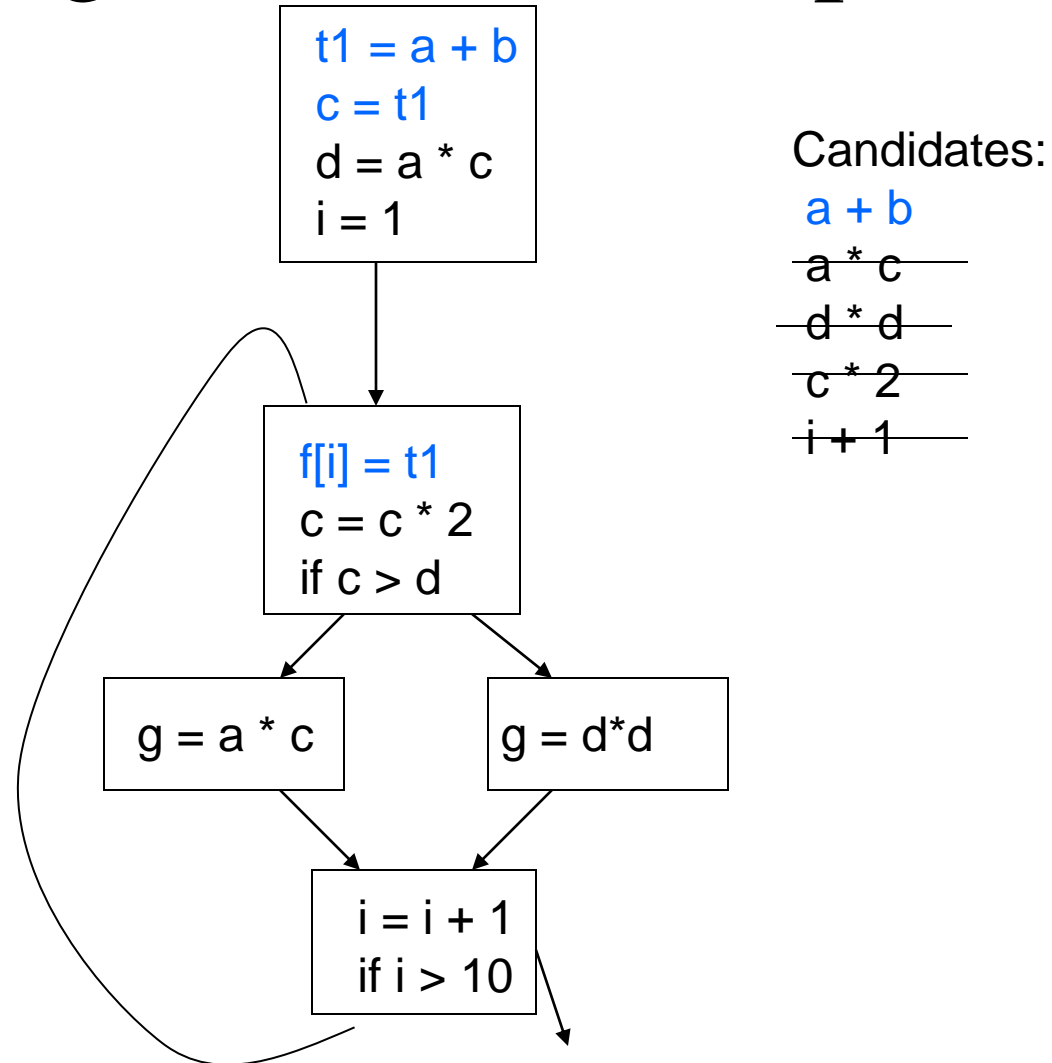 t1 = a + b
c = t1
d = a * c
i = 1
Candidates:
a + b
a * c
d * d
c * 2
i + 1
f[i] = t1
c = c * 2
if c > d
g = a * c
g = d*d
i = i + 1
if i > 10